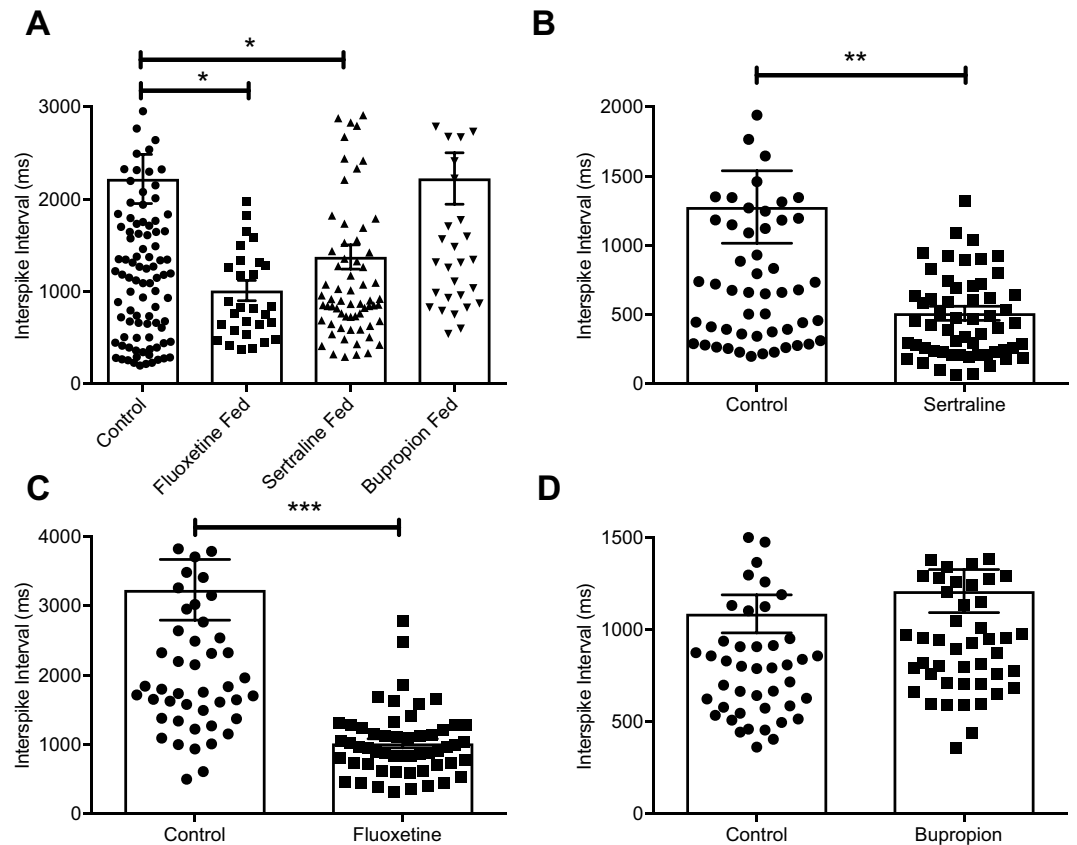 A
*
*
3000
2000
1000
0
Interspike Interval (ms)
Control
Fluoxetine Fed
Sertraline Fed
Bupropion Fed
B
**
2000
1500
1000
500
0
Interspike Interval (ms)
Control
Sertraline
C
***
4000
3000
2000
1000
0
Interspike Interval (ms)
Control
Fluoxetine
D
1500
1000
500
0
Interspike Interval (ms)
Control
Bupropion